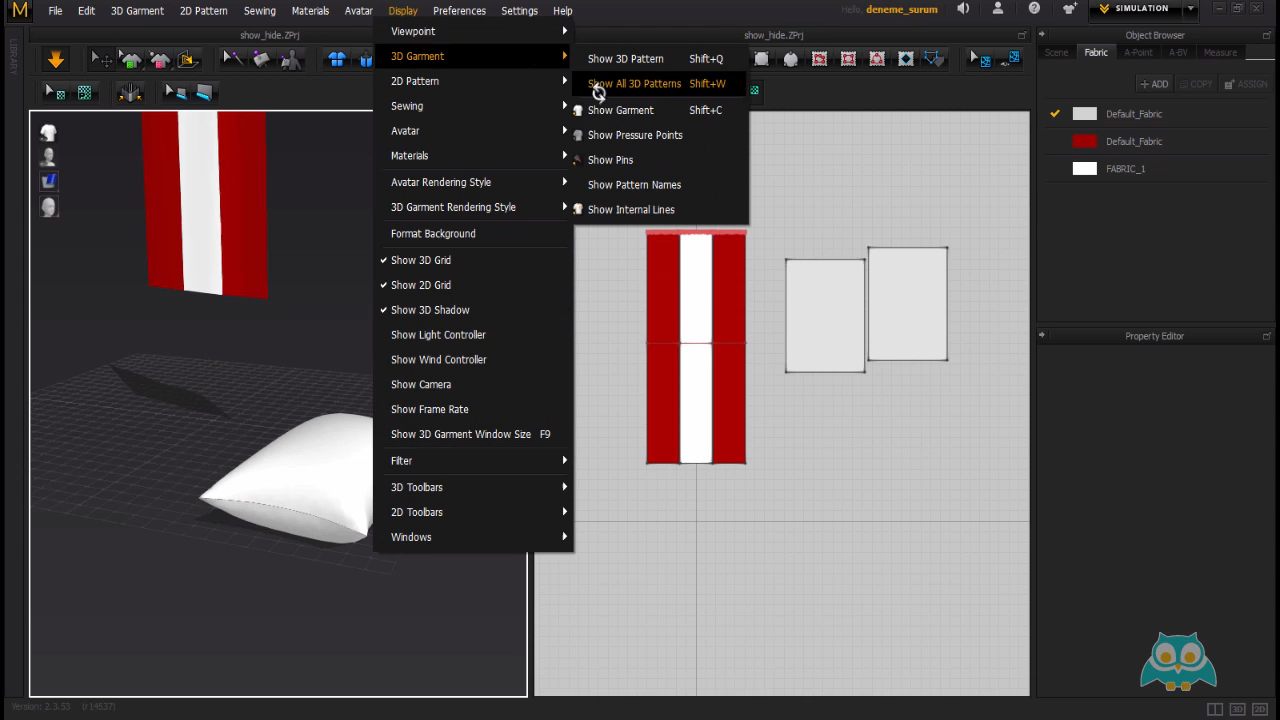 M File Edit 3D Garment 2D Pattern Sewing Materials Avatar Display Preferences Settings Help
Hello, deneme_surum
SIMULATION
show_hide.ZPrj
show_hide.ZPrj
Object Browser
LIBRARY
Scene Fabric A-Point A-BV Measure
+ ADD COPY ASSIGN
Default_Fabric
Default_Fabric
FABRIC_1
Property Editor
Viewpoint
3D Garment
2D Pattern
Sewing
Avatar
Materials
Avatar Rendering Style
3D Garment Rendering Style
Format Background
Show 3D Grid
Show 2D Grid
Show 3D Shadow
Show Light Controller
Show Wind Controller
Show Camera
Show Frame Rate
Show 3D Garment Window Size F9
Filter
3D Toolbars
2D Toolbars
Windows
Show 3D Pattern Shift+Q
Show All 3D Patterns Shift+W
Show Garment Shift+C
Show Pressure Points
Show Pins
Show Pattern Names
Show Internal Lines
Version: 2.3.53
3D 2D